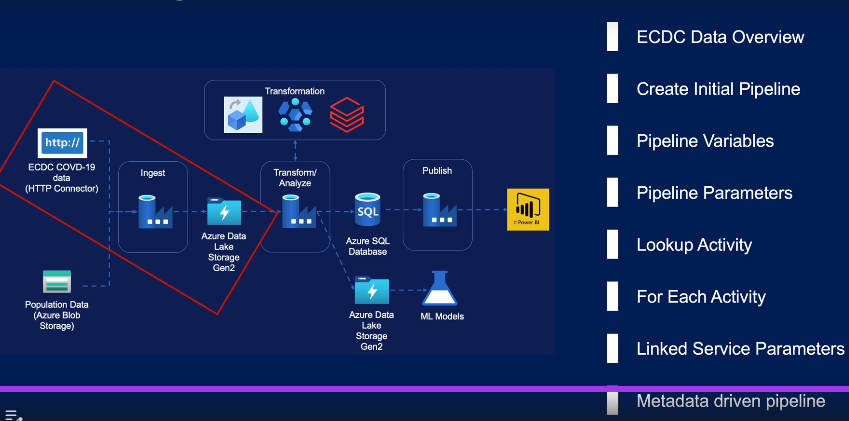 Transformation
http://
ECDC COVD-19
data
(HTTP Connector)
Ingest
Azure Data
Lake
Storage
Gen2
Transform/
Analyze
SQL
Azure SQL
Database
Publish
Power BI
Population Data
(Azure Blob
Storage)
Azure Data
Lake
Storage
Gen2
ML Models
ECDC Data Overview
Create Initial Pipeline
Pipeline Variables
Pipeline Parameters
Lookup Activity
For Each Activity
Linked Service Parameters
Metadata driven pipeline